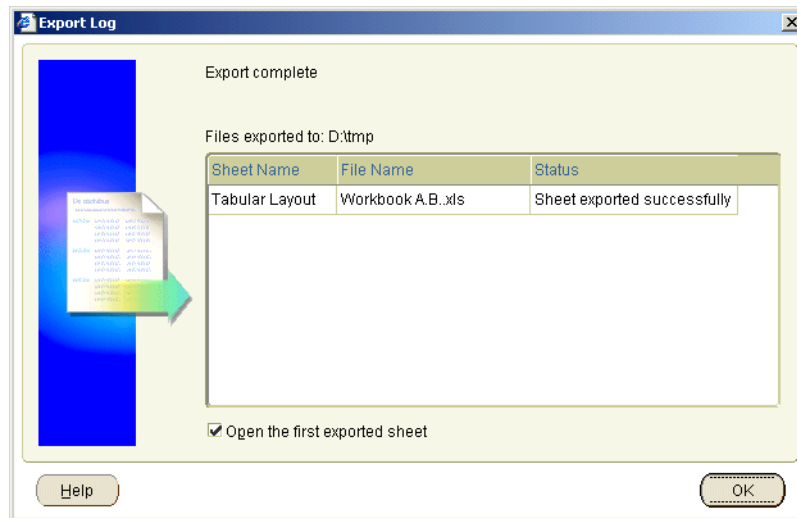 Export Log
Export complete
Files exported to: D:\tmp
Sheet Name File Name Status
Tabular Layout Workbook A.B..xls Sheet exported successfully
Open the first exported sheet
Help OK